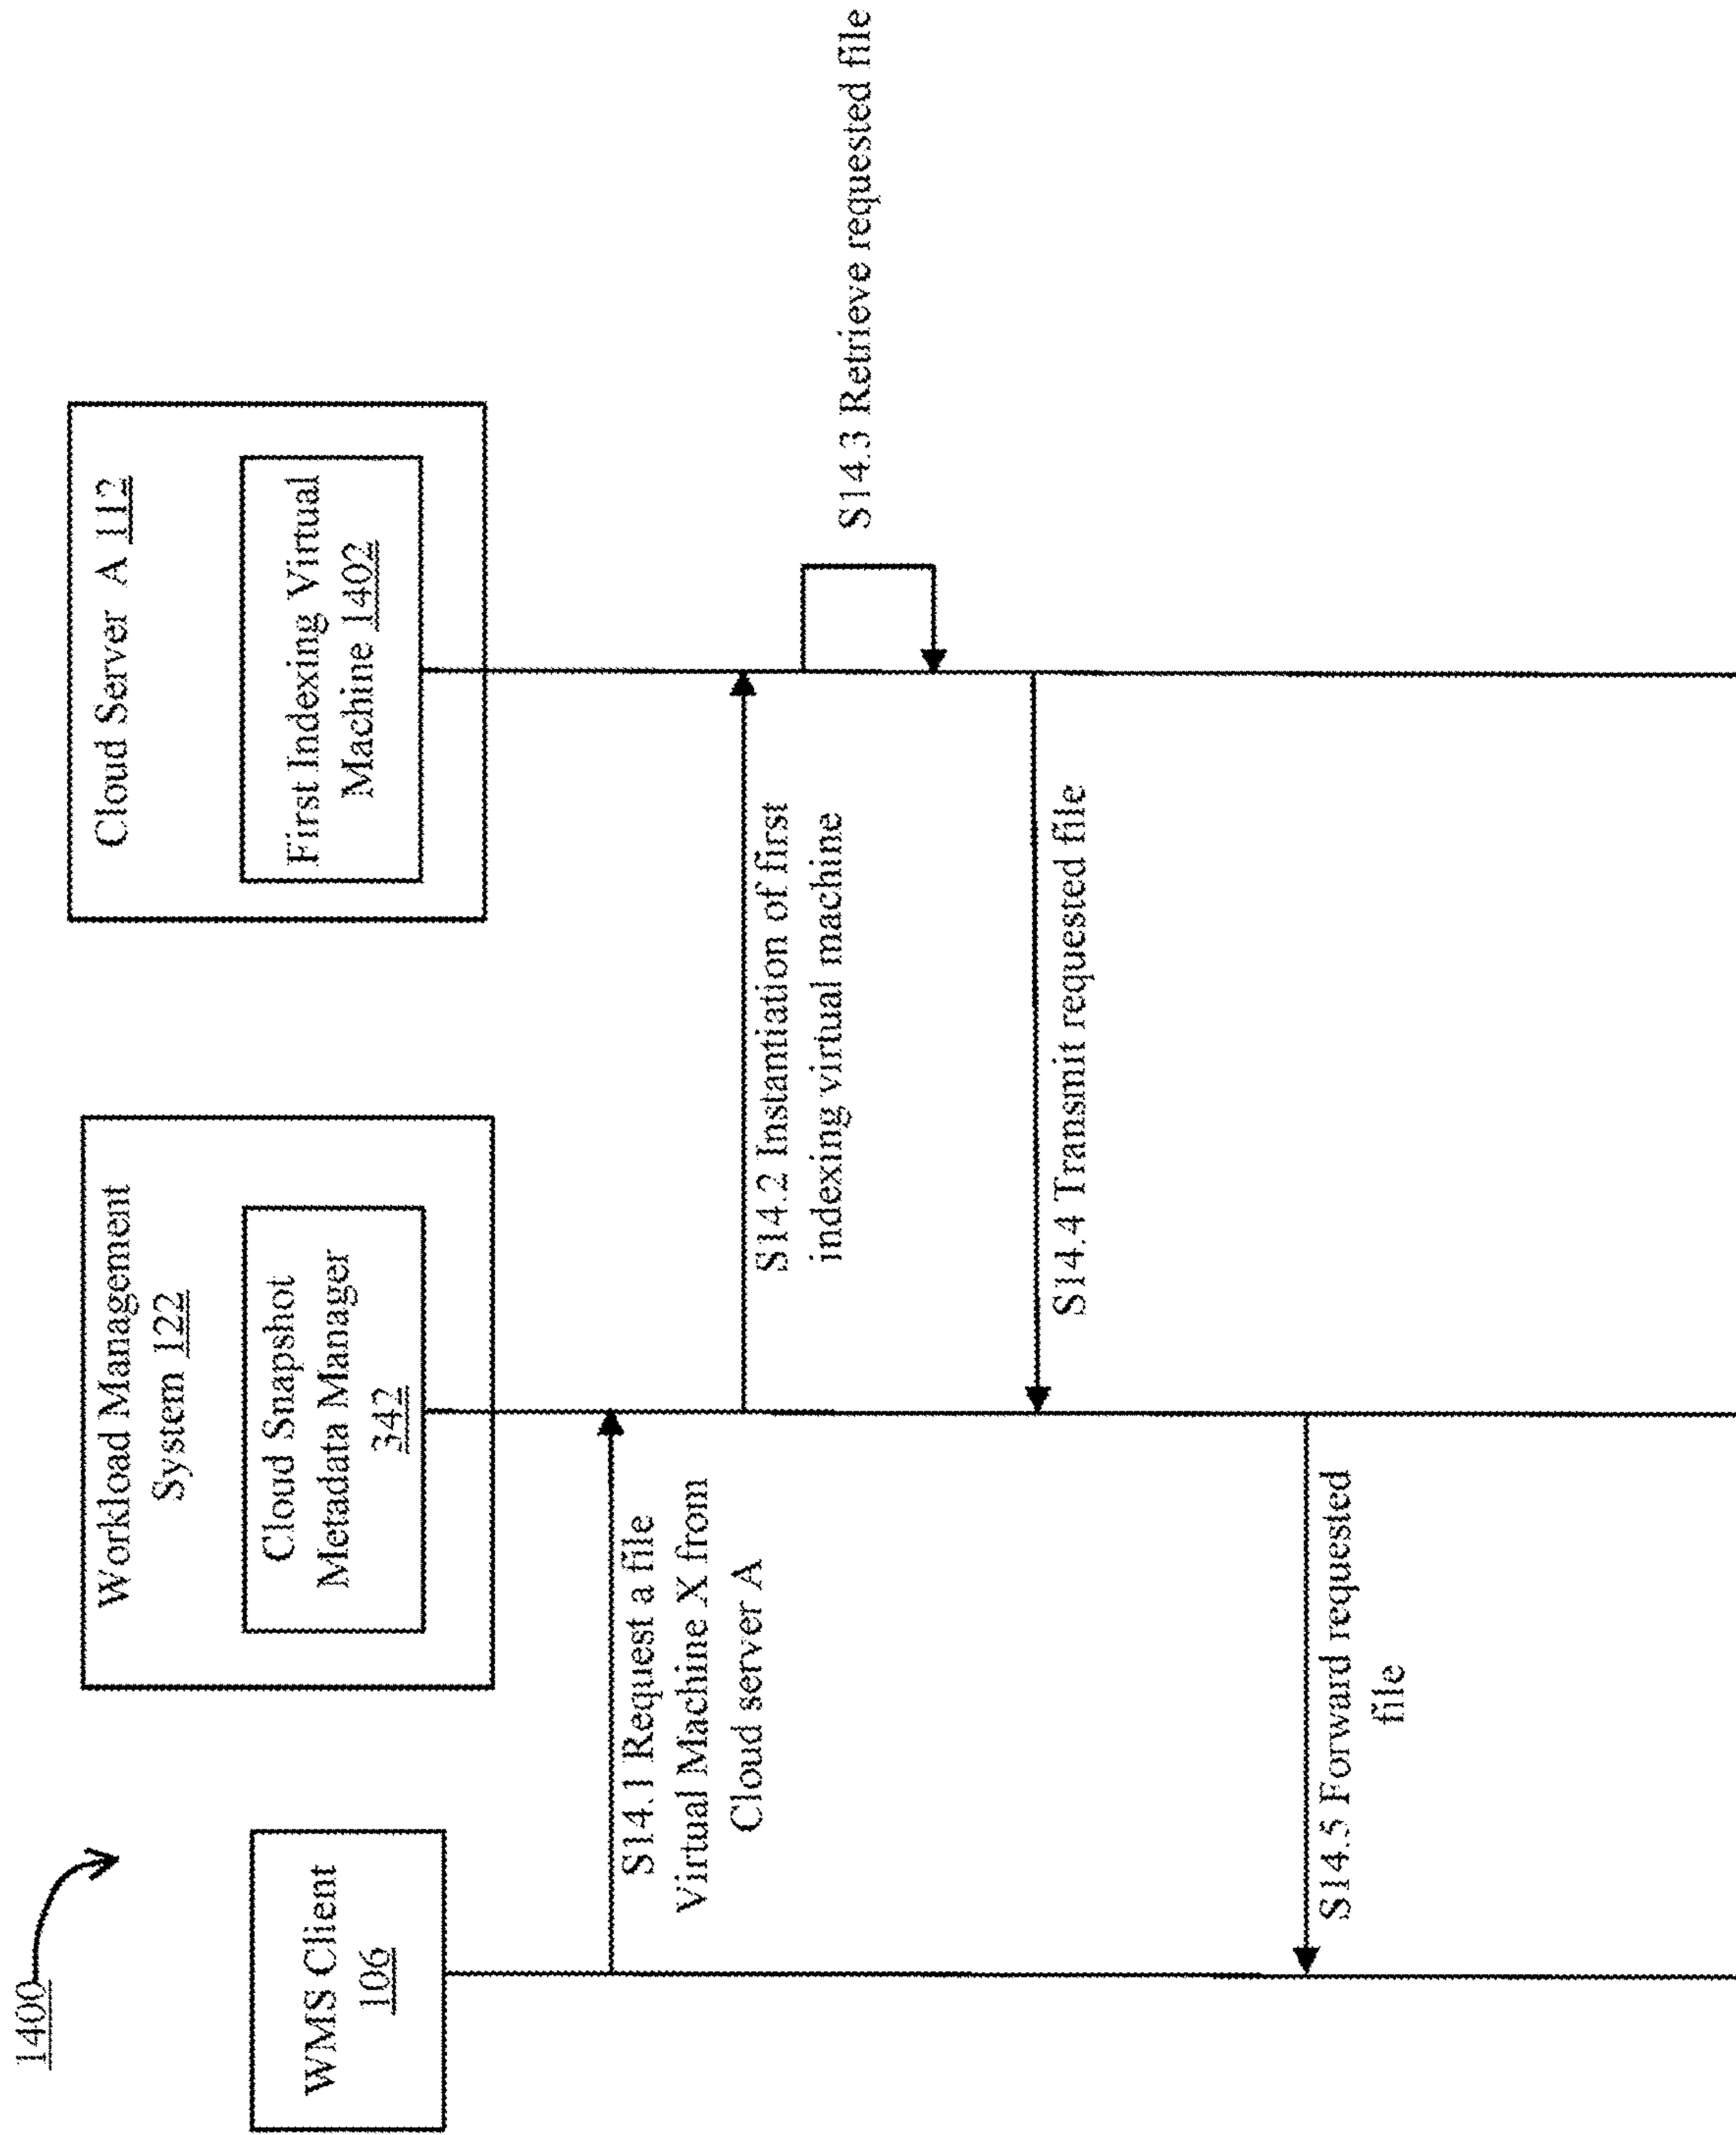 1400
WMS Client
106
Workload Management
System 122
Cloud Snapshot
Metadata Manager
342
Cloud Server A 112
First Indexing Virtual
Machine 1402
S14.1 Request a file
Virtual Machine X from
Cloud server A
S14.2 Instantiation of first
indexing virtual machine
S14.3 Retrieve requested file
S14.4 Transmit requested file
S14.5 Forward requested
file